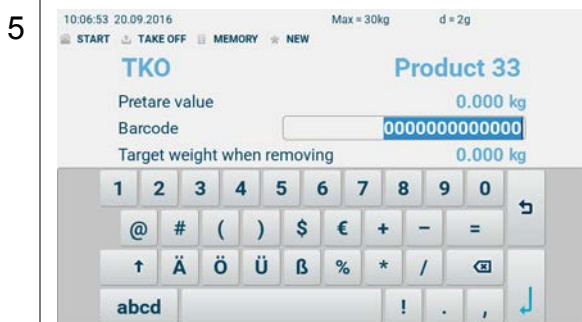 5
10:06:53 20.09.2016 Max = 30kg d = 2g
START TAKE OFF MEMORY NEW
TKO Product 33
Pretare value 0.000 kg
Barcode 0000000000000
Target weight when removing 0.000 kg
1 2 3 4 5 6 7 8 9 0
@ # ( ) $ € + - =
Ä Ö Ü ß % * /
abcd ! . ,